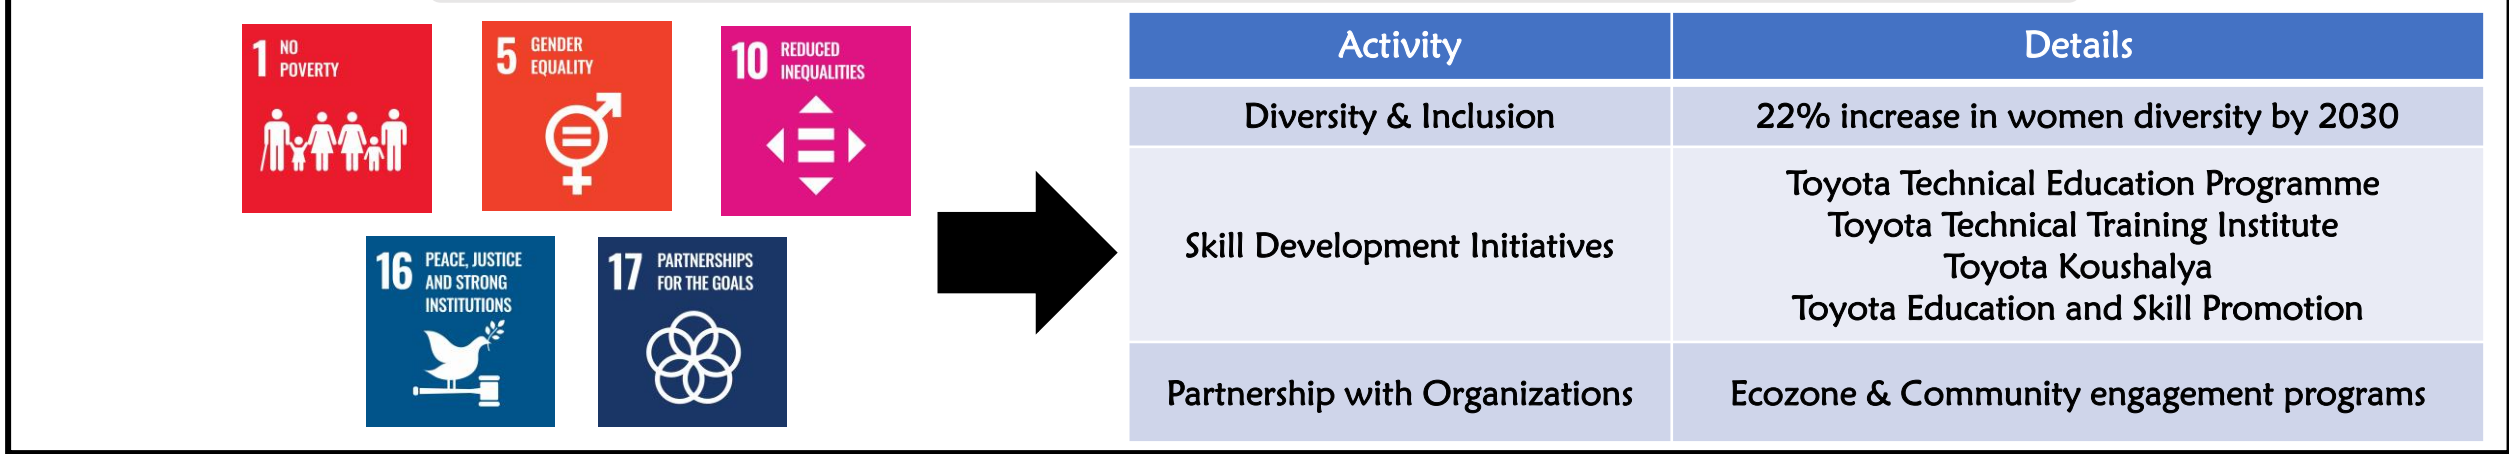 1 NO
POVERTY
5 GENDER
EQUALITY
10 REDUCED
INEQUALITIES
16 PEACE, JUSTICE
AND STRONG
INSTITUTIONS
17 PARTNERSHIPS
FOR THE GOALS
Activity Details
Diversity & Inclusion 22% increase in women diversity by 2030
Skill Development Initiatives
Toyota Technical Education Programme
Toyota Technical Training Institute
Toyota Koushalya
Toyota Education and Skill Promotion
Partnership with Organizations Ecozone & Community engagement programs